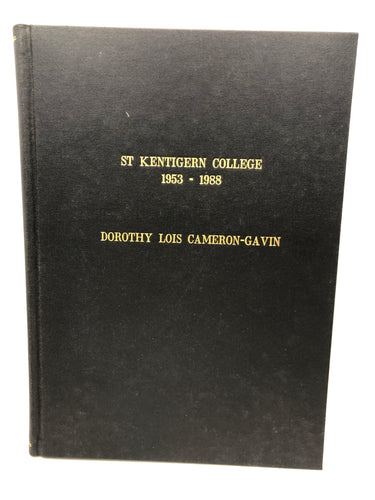 ST KENTIGERN COLLEGE
1953 - 1988
DOROTHY LOIS CAMERON-GAVIN